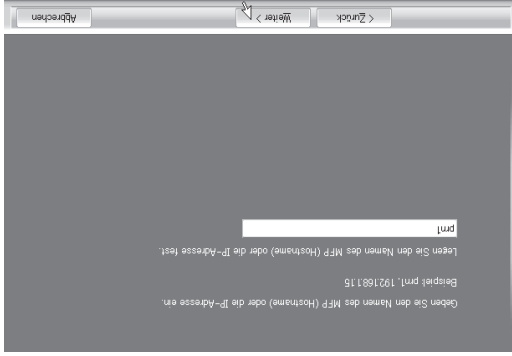 Geben Sie den Namen des MFP (Hostname) oder die IP-Adresse ein.
Beispiel: prn1, 192.168.1.15
Legen Sie den Namen des MFP (Hostname) oder die IP-Adresse fest.
prn1
< Zurück
Weiter >
Abbrechen